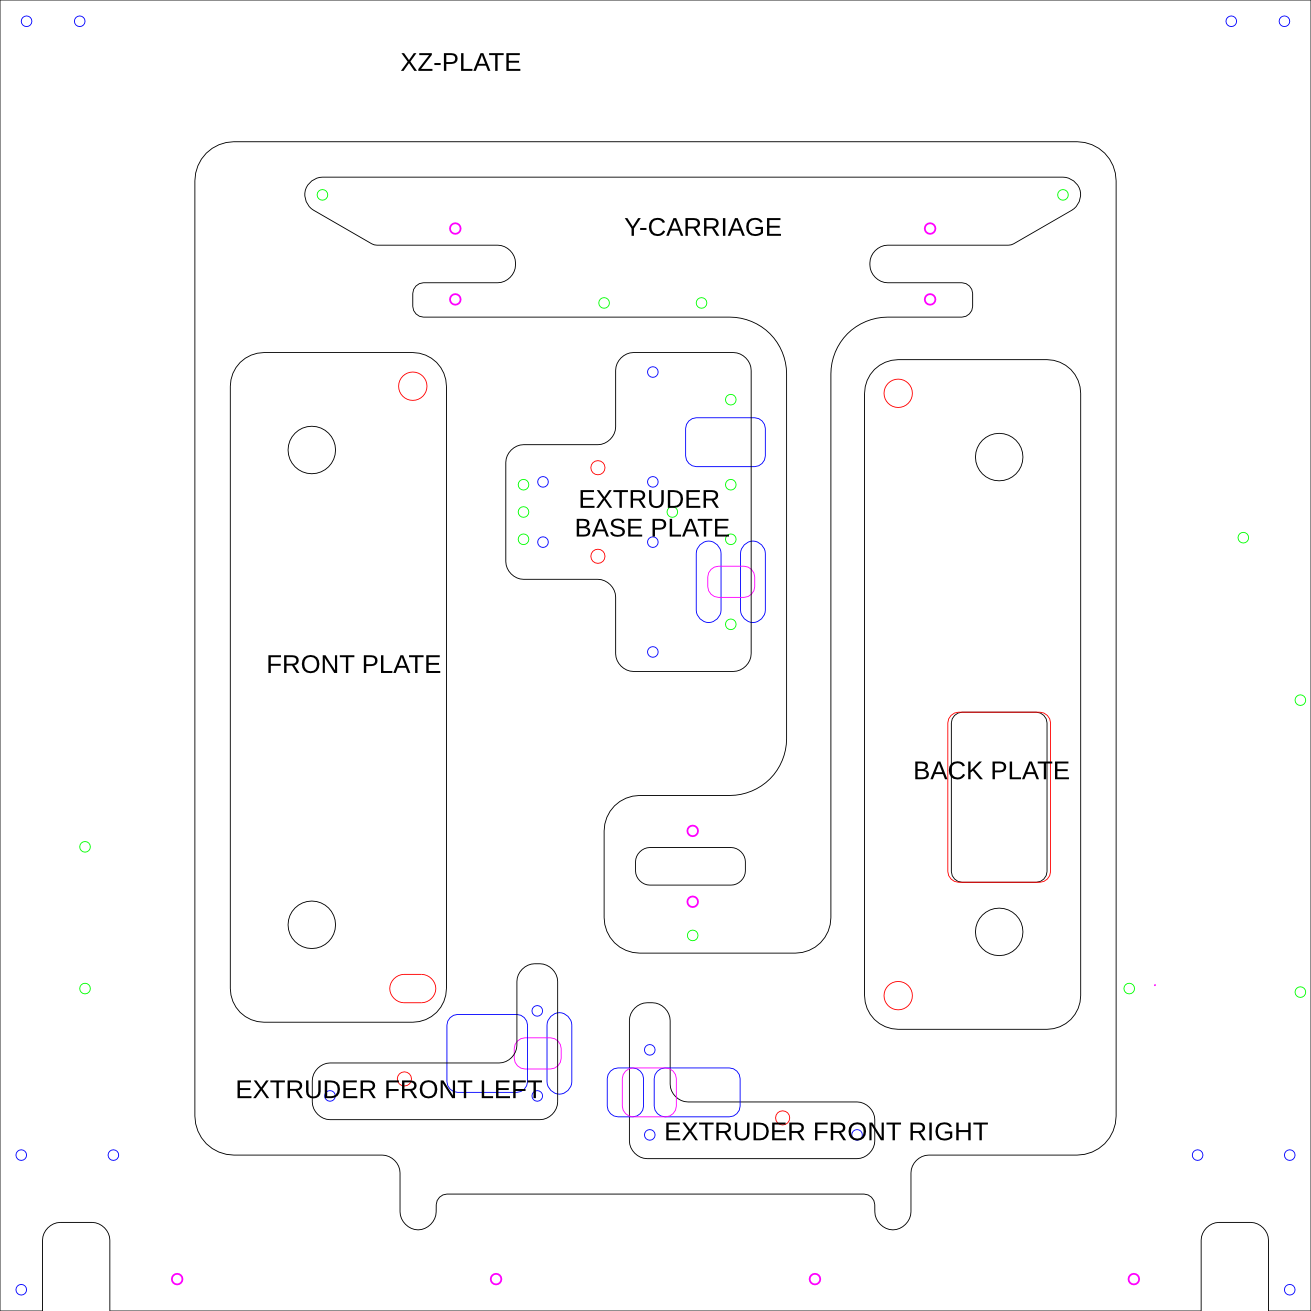 XZ-PLATE
Y-CARRIAGE
EXTRUDER
BASE PLATE
FRONT PLATE
BACK PLATE
EXTRUDER FRONT LEFT
EXTRUDER FRONT RIGHT